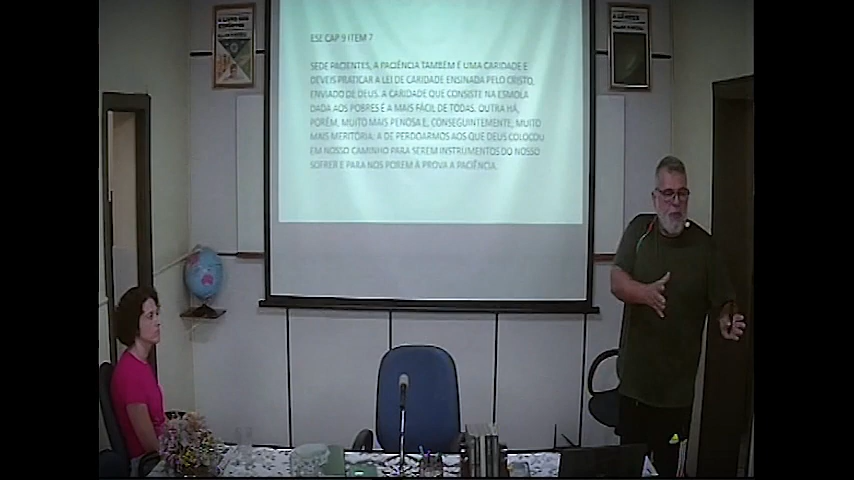 ESE CAP 9 ITEM 7
SEDE PACIENTES, A PACIÊNCIA TAMBÉM É UMA CARIDADE E
DEVEIS PRATICAR A LEI DE CARIDADE ENSINADA PELO CRISTO,
ENVIADO DE DEUS. A CARIDADE QUE CONSISTE NA ESMOLA
DADA AOS POBRES É A MAIS FÁCIL DE TODAS. OUTRA HÁ,
PORÉM, MUITO MAIS PENOSA E, CONSEGUINTEMENTE, MUITO
MAIS MERITÓRIA: A DE PERDOARMOS AOS QUE DEUS COLOCOU
EM NOSSO CAMINHO PARA SEREM INSTRUMENTOS DO NOSSO
SOFRER E PARA NOS POREM À PROVA A PACIÊNCIA.